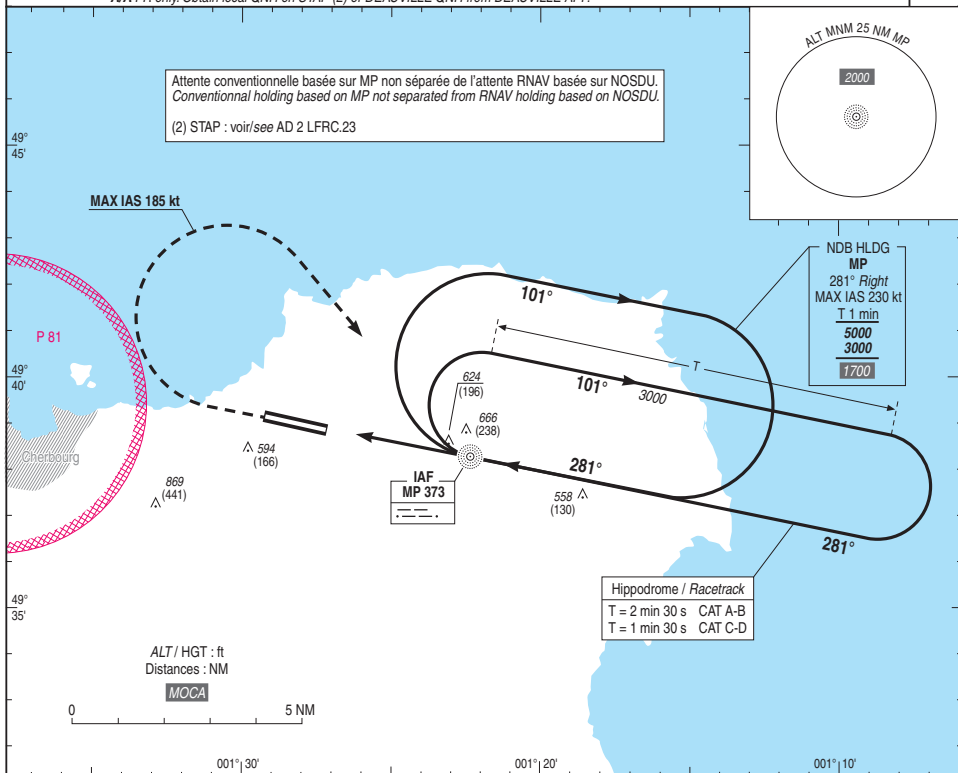 ALT MNM 25 NM MP
2000
Attente conventionnelle basée sur MP non séparée de l'attente RNAV basée sur NOSDU.
Conventionnal holding based on MP not separated from RNAV holding based on NOSDU.
(2) STAP : voir/see AD 2 LFRC.23
49°
45'
MAX IAS 185 kt
NDB HLDG
MP
281° Right
MAX IAS 230 kt
T 1 min
5000
3000
1700
101°
P 81
T
49°
40'
101°
3000
624
(196)
666
(238)
594
(166)
Cherbourg
281°
IAF
MP 373
869
(441)
558
(130)
281°
Hippodrome / Racetrack
T = 2 min 30 s CAT A-B
T = 1 min 30 s CAT C-D
49°
35'
ALT / HGT : ft
Distances : NM
MOCA
0 5 NM
001° 30'
001° 20'
001° 10'